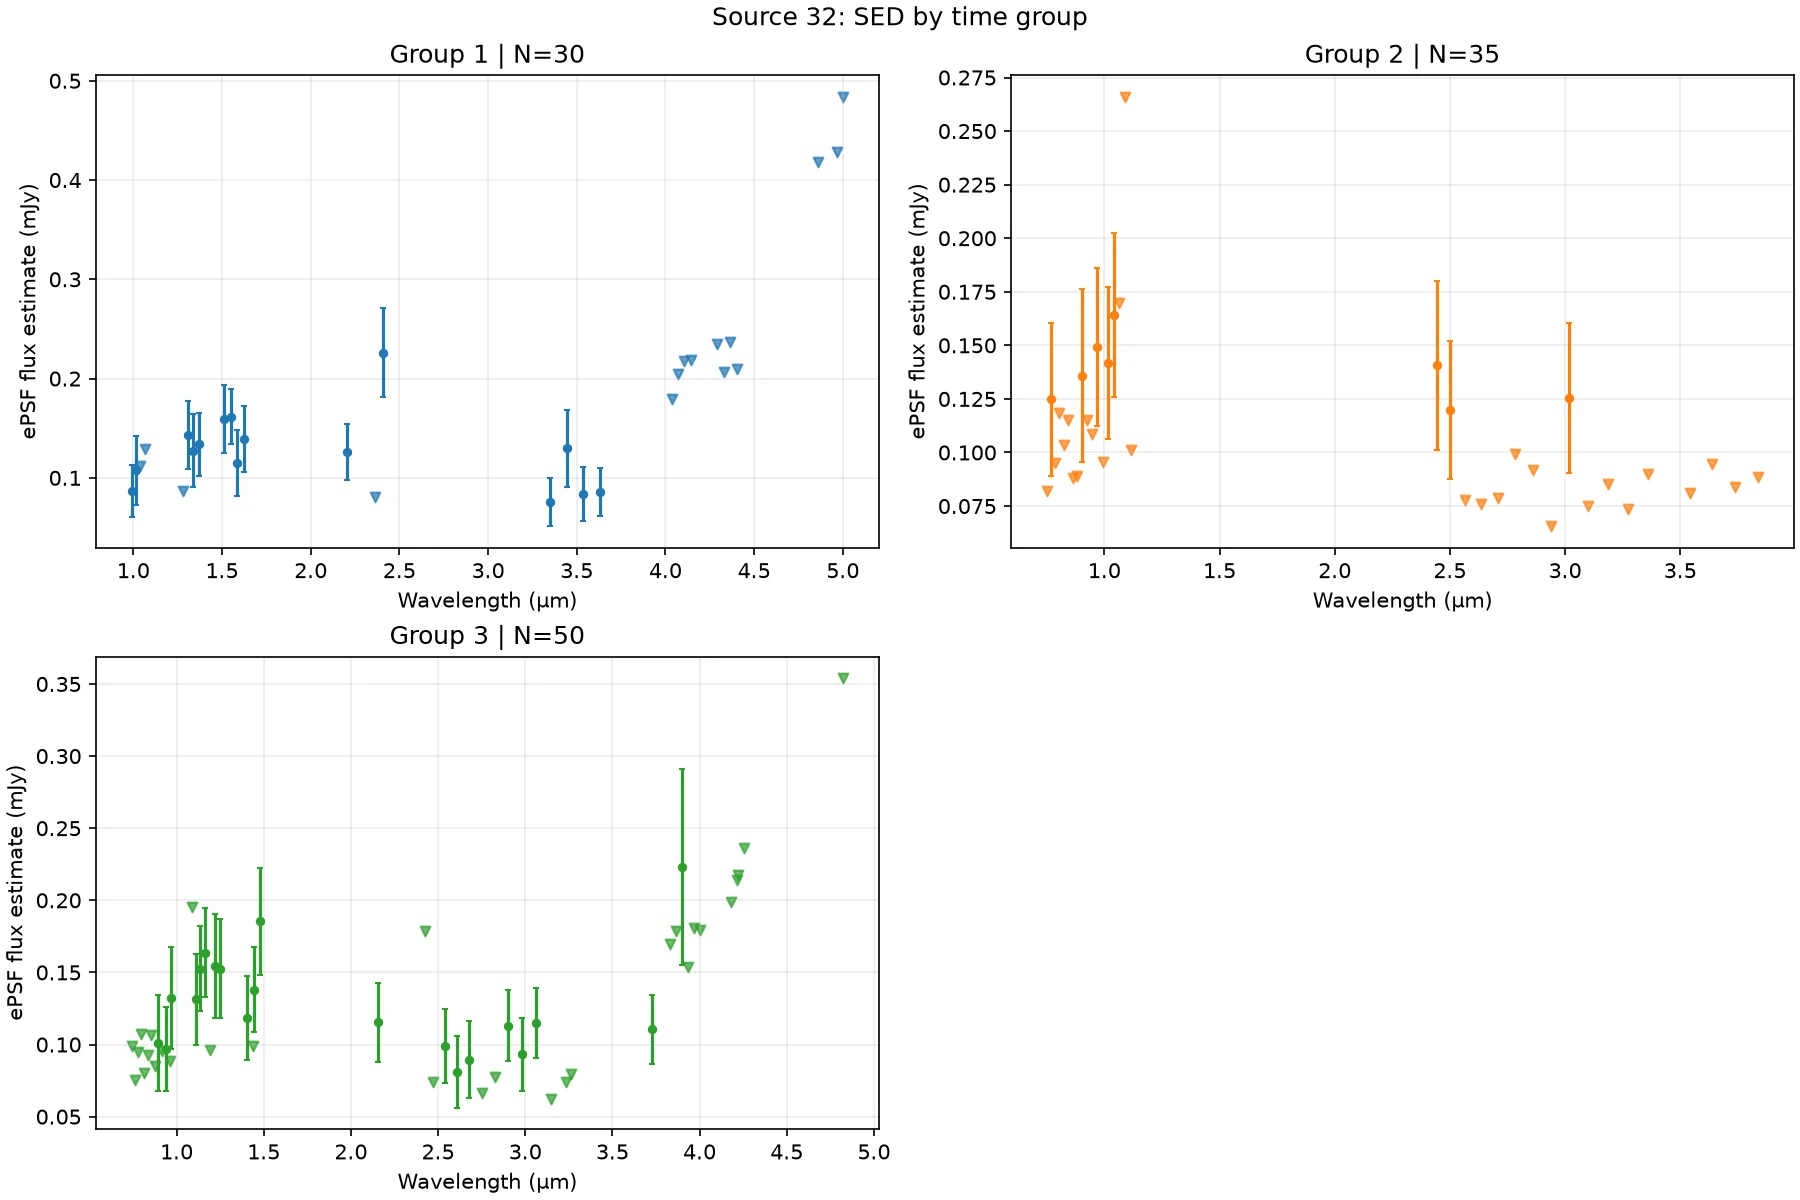 Source 32: SED by time group
Group 1 | N=30
ePSF flux estimate (mJy)
0.5
0.4
0.3
0.2
0.1
1.0 1.5 2.0 2.5 3.0 3.5 4.0 4.5 5.0
Wavelength (μm)
Group 2 | N=35
ePSF flux estimate (mJy)
0.275
0.250
0.225
0.200
0.175
0.150
0.125
0.100
0.075
1.0 1.5 2.0 2.5 3.0 3.5
Wavelength (μm)
Group 3 | N=50
ePSF flux estimate (mJy)
0.35
0.30
0.25
0.20
0.15
0.10
0.05
1.0 1.5 2.0 2.5 3.0 3.5 4.0 4.5 5.0
Wavelength (μm)